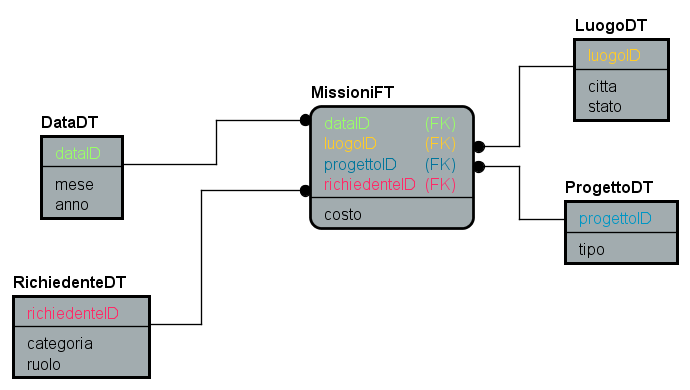 LuogoDT
luogoID
citta
stato
MissioniFT
dataID (FK)
luogoID (FK)
progettoID (FK)
richiedenteID (FK)
costo
DataDT
dataID
mese
anno
ProgettoDT
progettoID
tipo
RichiedenteDT
richiedenteID
categoria
ruolo